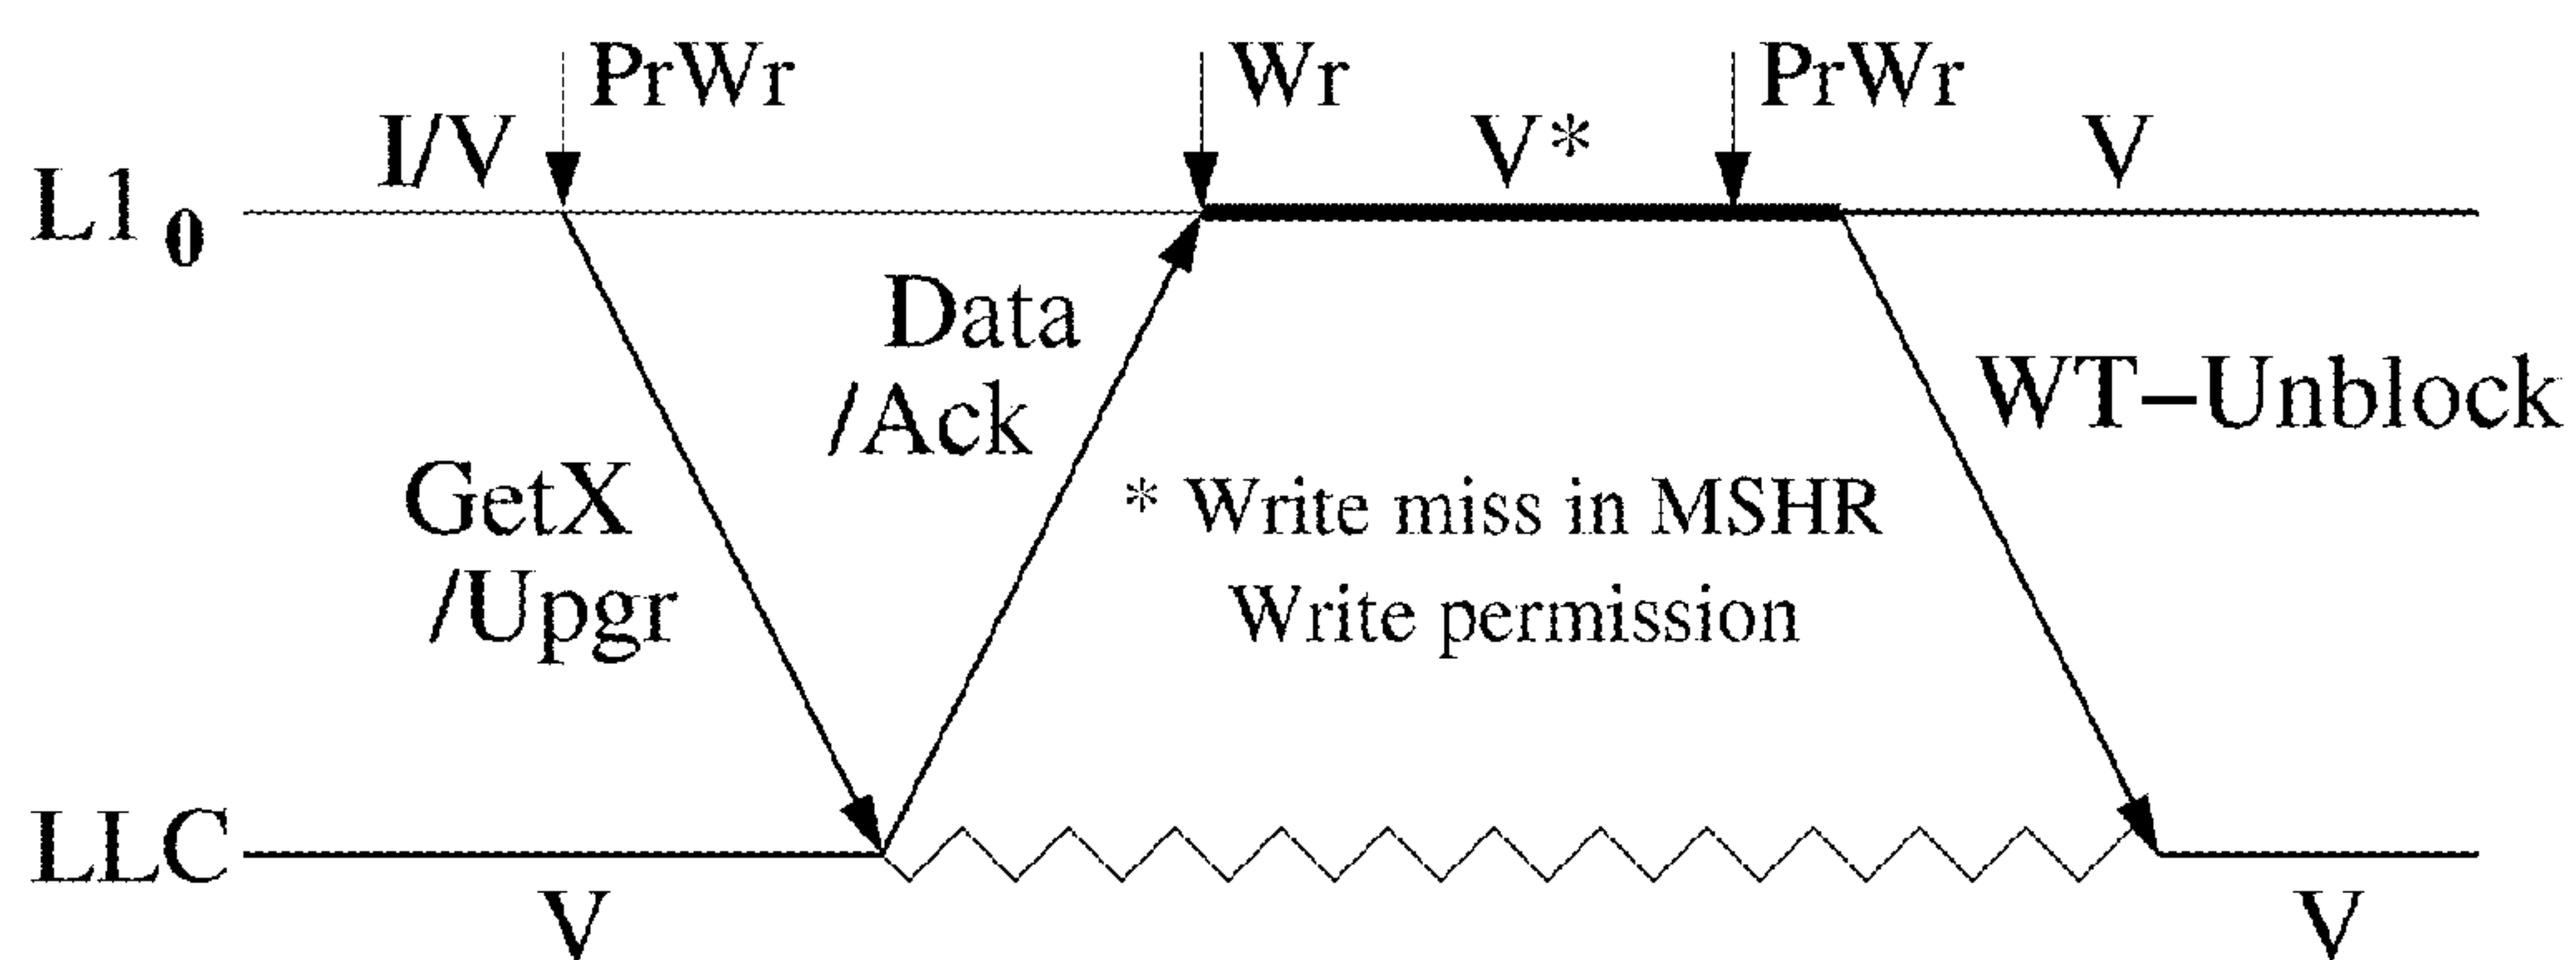 PrWr Wr PrWr
I/V V* V
L1 0
Data
/Ack
WT-Unblock
GetX
/Upgr
* Write miss in MSHR
Write permission
LLC
V V